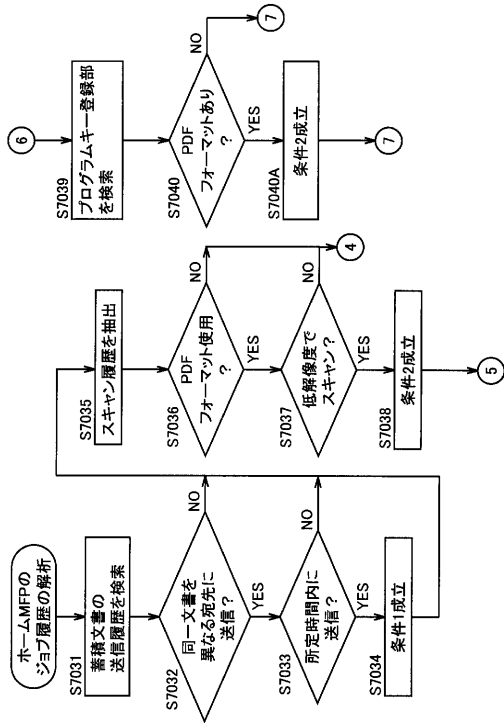 ホームMFPの
ジョブ履歴の解析
S7031
蓄積文書の
送信履歴を検索
S7032
同一文書を
異なる宛先に
送信?
NO
YES
S7033
所定時間内に
送信?
NO
YES
S7034
条件1成立
S7035
スキャン履歴を抽出
S7036
PDF
フォーマット使用
?
NO
YES
S7037
低解像度で
スキャン?
NO
4
YES
S7038
条件2成立
5
6
S7039
プログラムキー登録部
を検索
S7040
PDF
フォーマットあり
?
NO
7
YES
S7040A
条件2成立
7